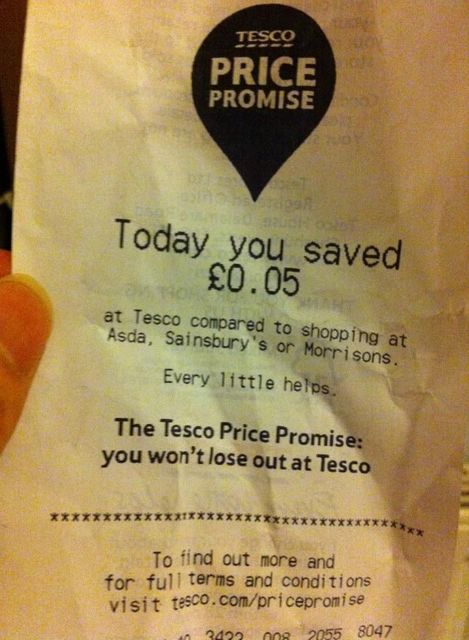 TESCO
PRICE
PROMISE
Today you saved
£0.05
at Tesco compared to shopping at
Asda, Sainsbury's or Morrisons.
Every little helps.
The Tesco Price Promise:
you won't lose out at Tesco
*******************************************
To find out more and
for full terms and conditions
visit tesco.com/pricepromise
3422 008 2055 8047